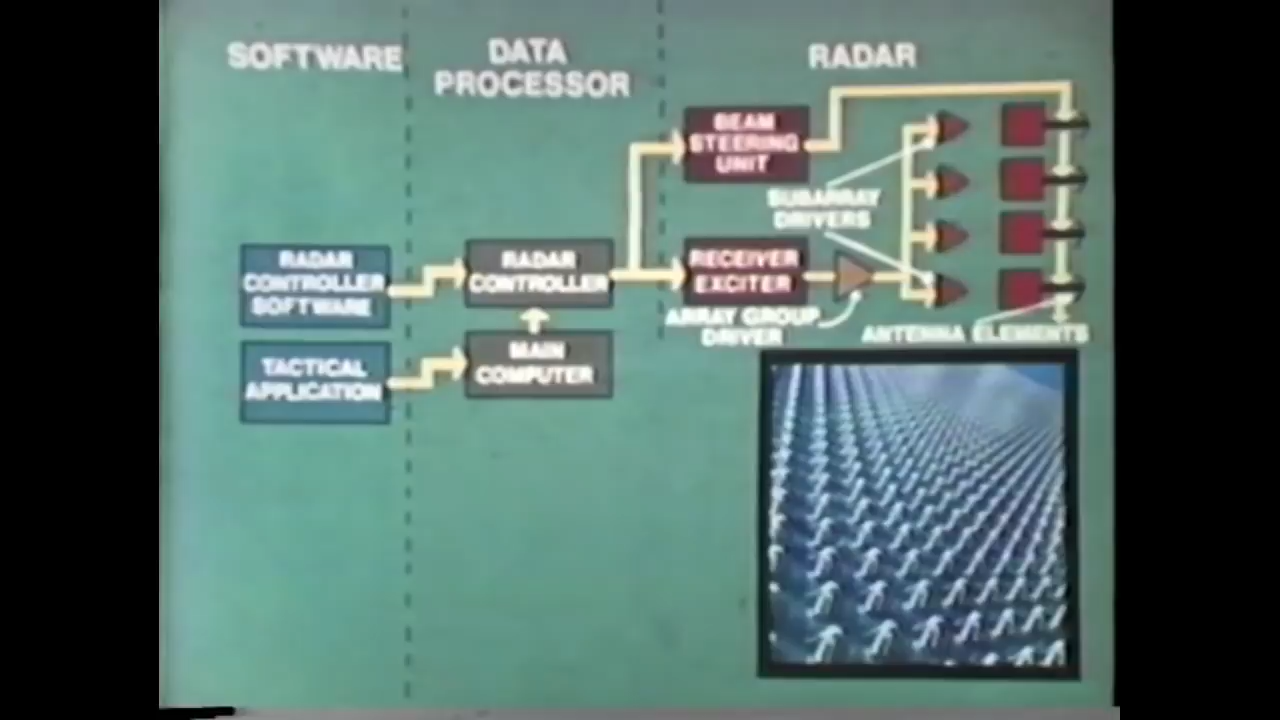 SOFTWARE
DATA
PROCESSOR
RADAR
BEAM
STEERING
UNIT
SUBARRAY
DRIVERS
RADAR
CONTROLLER
SOFTWARE
RADAR
CONTROLLER
RECEIVER
EXCITER
ARRAY GROUP
DRIVER
ANTENNA ELEMENTS
TACTICAL
APPLICATION
MAIN
COMPUTER